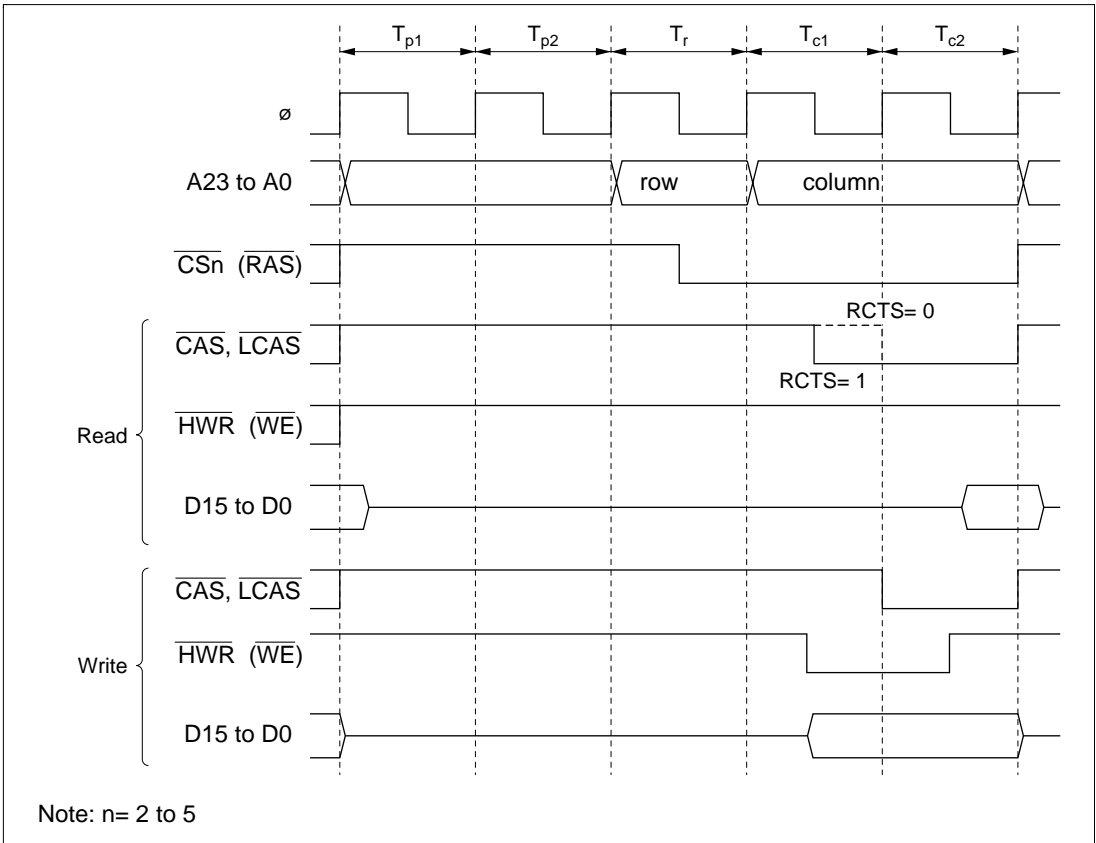 Tp1 Tp2 Tr Tc1 Tc2
ø
A23 to A0 row column
CSn (RAS)
RCTS= 0
CAS, LCAS
RCTS= 1
HWR (WE)
Read
D15 to D0
CAS, LCAS
HWR (WE)
Write
D15 to D0
Note: n= 2 to 5